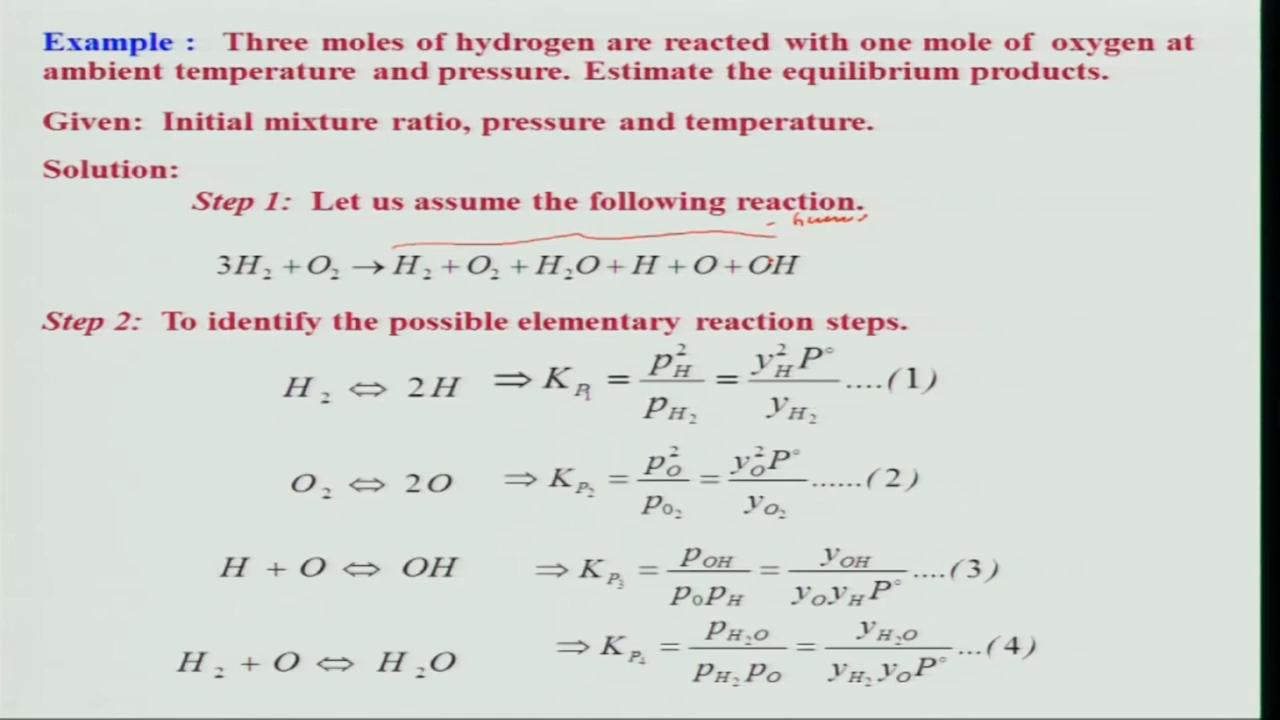 Example : Three moles of hydrogen are reacted with one mole of oxygen at
ambient temperature and pressure. Estimate the equilibrium products.
Given: Initial mixture ratio, pressure and temperature.
Solution:
Step 1: Let us assume the following reaction.
3H₂ + O₂ → H₂ + O₂ + H₂O + H + O + OH
Step 2: To identify the possible elementary reaction steps.
H₂ ⇔ 2H ⇒ K_P₁ = p²_H / p_H₂ = y²_H P° / y_H₂ ....(1)
O₂ ⇔ 2O ⇒ K_P₂ = p²_O / p_0₂ = y²_O P° / y_O₂ ......(2)
H + O ⇔ OH ⇒ K_P₃ = p_OH / p_0 p_H = y_OH / y_O y_H P° ....(3)
H₂ + O ⇔ H₂O ⇒ K_P₄ = p_H₂O / p_H₂ p_O = y_H₂O / y_H₂ y_O P° ...(4)